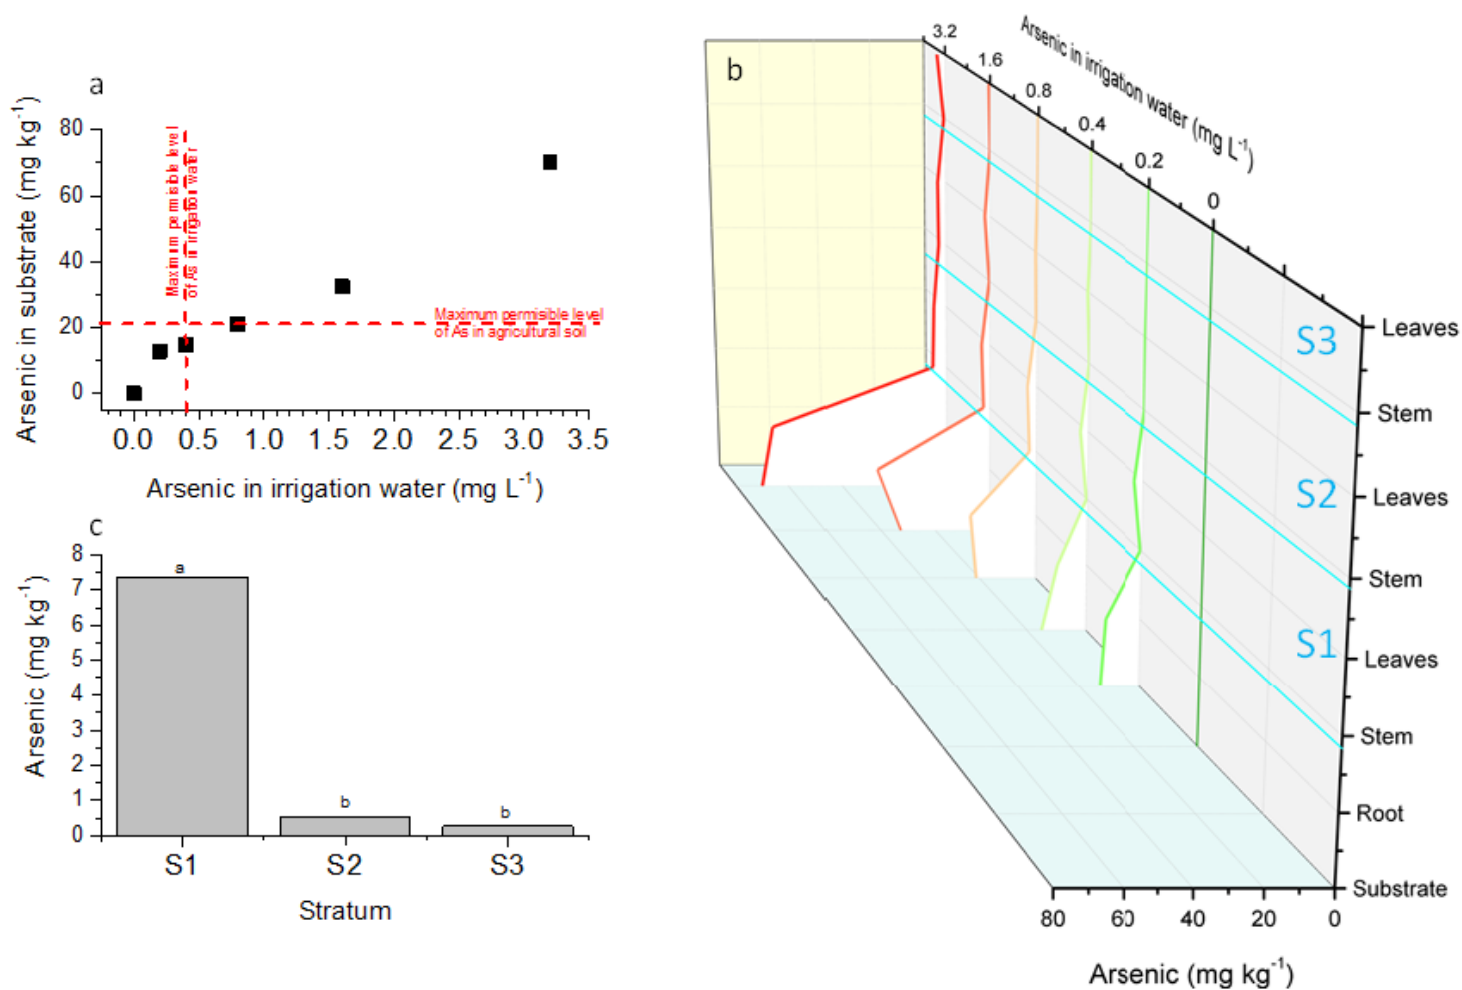 a
Arsenic in substrate (mg kg-1)
80
60
40
20
0
Maximum permisible level
of As in irrigation water
Maximum permisible level
of As in agricultural soil
0.0 0.5 1.0 1.5 2.0 2.5 3.0 3.5
Arsenic in irrigation water (mg L-1)
b
Arsenic in irrigation water (mg L-1)
3.2
1.6
0.8
0.4
0.2
0
S3
Leaves
Stem
S2
Leaves
Stem
S1
Leaves
Stem
Root
Substrate
80 60 40 20 0
Arsenic (mg kg-1)
c
Arsenic (mg kg-1)
8
7
6
5
4
3
2
1
0
a
b
b
S1 S2 S3
Stratum